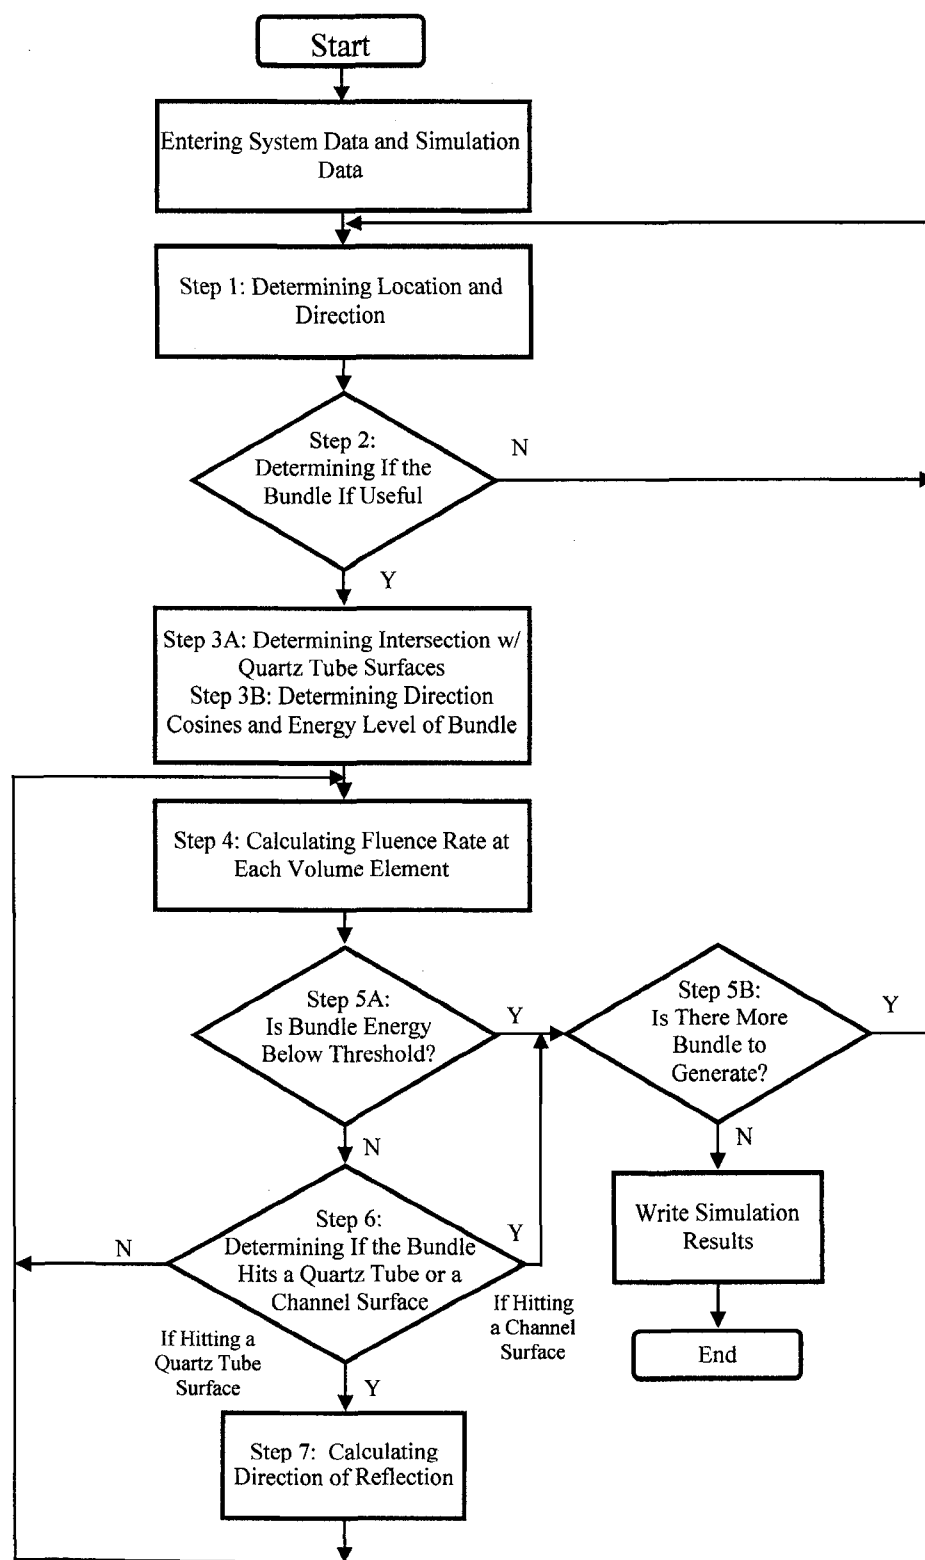 Start
Entering System Data and Simulation
Data
Step 1: Determining Location and
Direction
Step 2:
Determining If the
Bundle If Useful
N
Y
Step 3A: Determining Intersection w/
Quartz Tube Surfaces
Step 3B: Determining Direction
Cosines and Energy Level of Bundle
Step 4: Calculating Fluence Rate at
Each Volume Element
Step 5A:
Is Bundle Energy
Below Threshold?
Y
N
Step 5B:
Is There More
Bundle to
Generate?
Y
N
Step 6:
Determining If the Bundle
Hits a Quartz Tube or a
Channel Surface
N
Y
If Hitting a
Quartz Tube
Surface
If Hitting
a Channel
Surface
Y
Write Simulation
Results
End
Step 7: Calculating
Direction of Reflection